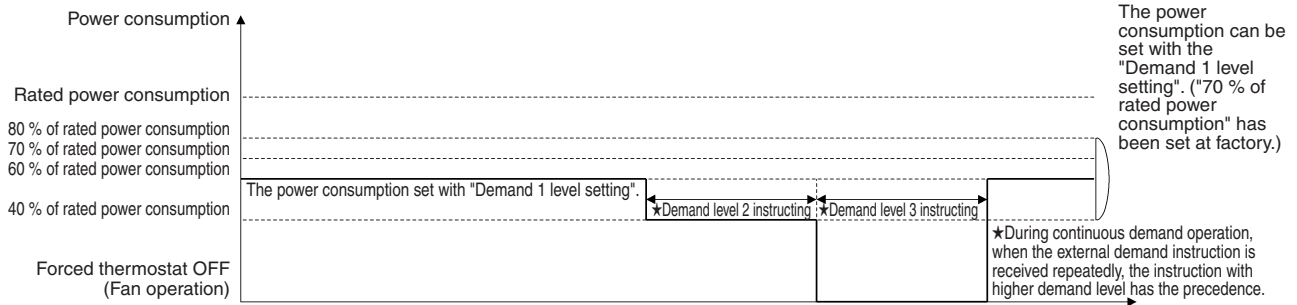 Power consumption
The power
consumption can be
set with the
"Demand 1 level
setting". ("70 % of
rated power
consumption" has
been set at factory.)
Rated power consumption
80 % of rated power consumption
70 % of rated power consumption
60 % of rated power consumption
The power consumption set with "Demand 1 level setting".
40 % of rated power consumption
★Demand level 2 instructing
★Demand level 3 instructing
★During continuous demand operation,
when the external demand instruction is
received repeatedly, the instruction with
higher demand level has the precedence.
Forced thermostat OFF
(Fan operation)